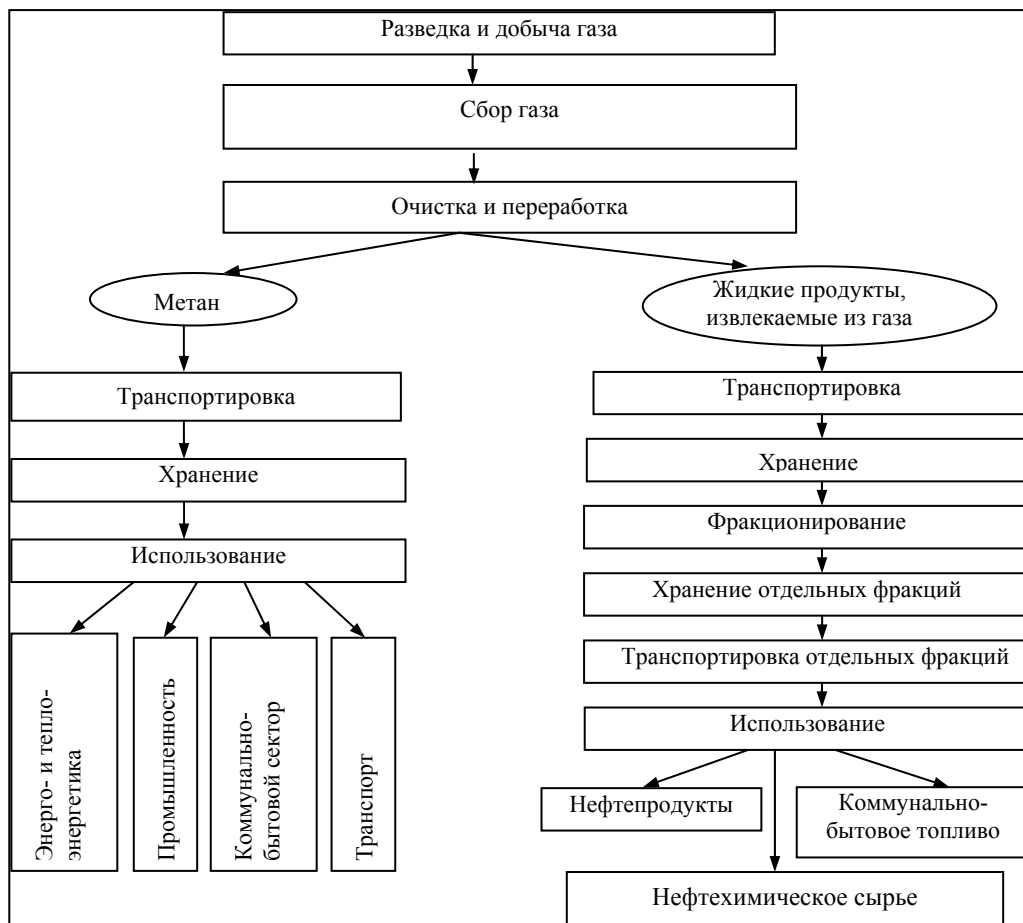 Разведка и добыча газа
Сбор газа
Очистка и переработка
Метан
Жидкие продукты,
извлекаемые из газа
Транспортировка
Хранение
Использование
Энерго- и тепло-
энергетика
Промышленность
Коммунально-
бытовой сектор
Транспорт
Транспортировка
Хранение
Фракционирование
Хранение отдельных фракций
Транспортировка отдельных фракций
Использование
Нефтепродукты
Коммунально-
бытовое топливо
Нефтехимическое сырье